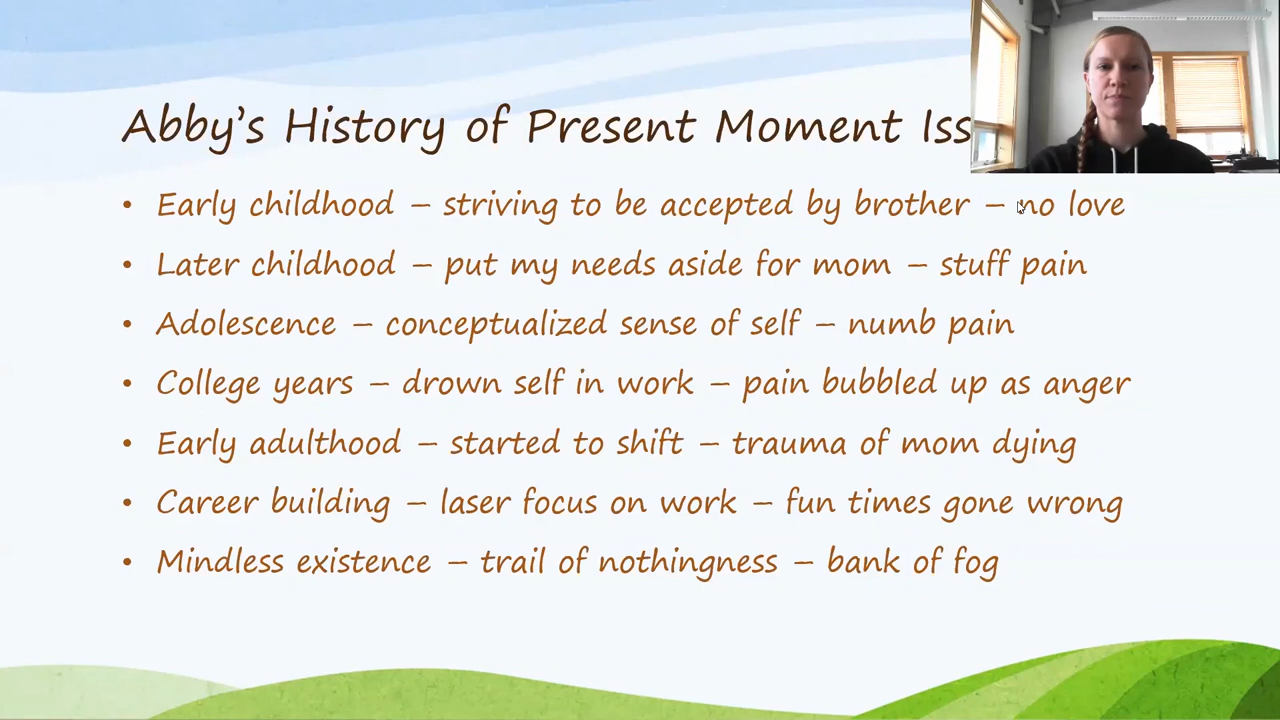 Abby's History of Present Moment Iss
• Early childhood – striving to be accepted by brother – no love
• Later childhood – put my needs aside for mom – stuff pain
• Adolescence – conceptualized sense of self – numb pain
• College years – drown self in work – pain bubbled up as anger
• Early adulthood – started to shift – trauma of mom dying
• Career building – laser focus on work – fun times gone wrong
• Mindless existence – trail of nothingness – bank of fog